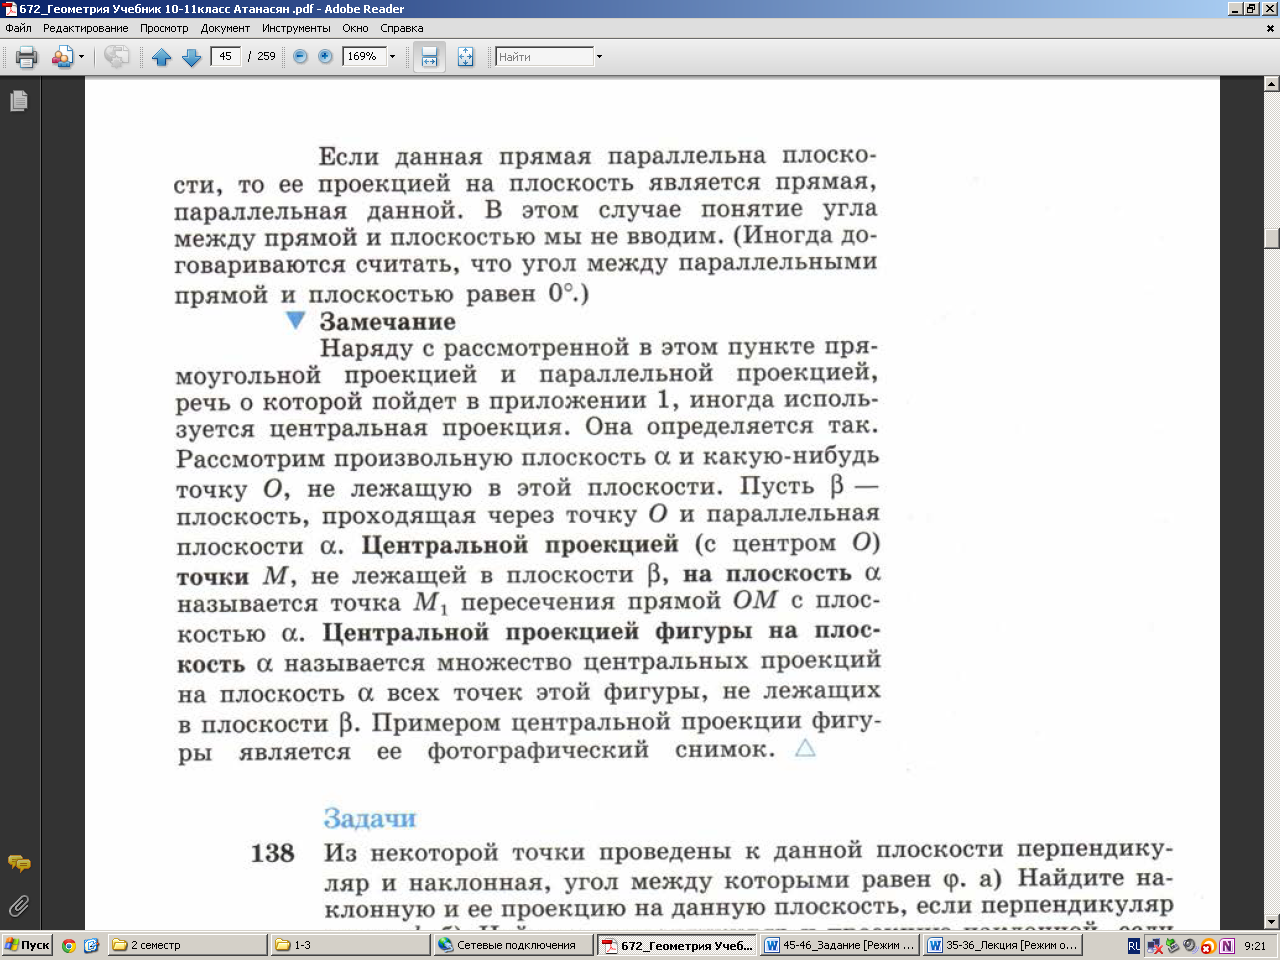 672_Геометрия Учебник 10-11класс Атанасян .pdf - Adobe Reader
Файл Редактирование Просмотр Документ Инструменты Окно Справка
45 / 259 169% Найти
Если данная прямая параллельна плоско-
сти, то ее проекцией на плоскость является прямая,
параллельная данной. В этом случае понятие угла
между прямой и плоскостью мы не вводим. (Иногда до-
говариваются считать, что угол между параллельными
прямой и плоскостью равен 0°.)
Замечание
Наряду с рассмотренной в этом пункте пря-
моугольной проекцией и параллельной проекцией,
речь о которой пойдет в приложении 1, иногда исполь-
зуется центральная проекция. Она определяется так.
Рассмотрим произвольную плоскость α и какую-нибудь
точку O, не лежащую в этой плоскости. Пусть β —
плоскость, проходящая через точку O и параллельная
плоскости α. Центральной проекцией (с центром O)
точки M, не лежащей в плоскости β, на плоскость α
называется точка M₁ пересечения прямой OM с плос-
костью α. Центральной проекцией фигуры на плос-
кость α называется множество центральных проекций
на плоскость α всех точек этой фигуры, не лежащих
в плоскости β. Примером центральной проекции фигу-
ры является ее фотографический снимок. △
Задачи
138 Из некоторой точки проведены к данной плоскости перпендику-
ляр и наклонная, угол между которыми равен φ. а) Найдите на-
клонную и ее проекцию на данную плоскость, если перпендикуляр
Пуск 2 семестр 1-3 Сетевые подключения 672_Геометрия Учеб... 45-46_Задание [Режим ... 35-36_Лекция [Режим о... RU 9:21